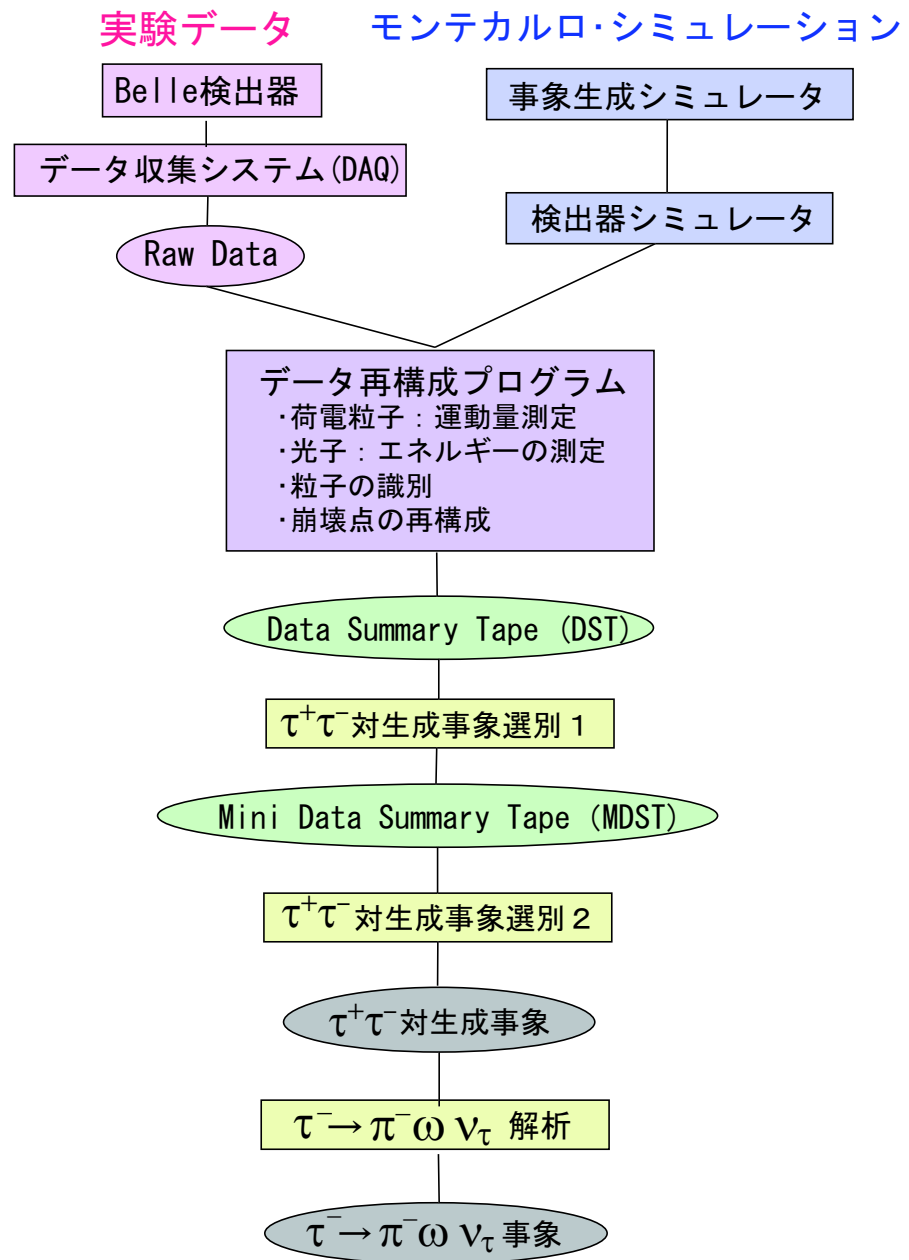 実験データ
モンテカルロ・シミュレーション
Belle検出器
事象生成シミュレータ
データ収集システム(DAQ)
検出器シミュレータ
Raw Data
データ再構成プログラム
・荷電粒子：運動量測定
・光子：エネルギーの測定
・粒子の識別
・崩壊点の再構成
Data Summary Tape (DST)
τ⁺τ⁻対生成事象選別１
Mini Data Summary Tape (MDST)
τ⁺τ⁻対生成事象選別２
τ⁺τ⁻対生成事象
τ⁻→π⁻ω ν_τ 解析
τ⁻→π⁻ω ν_τ 事象